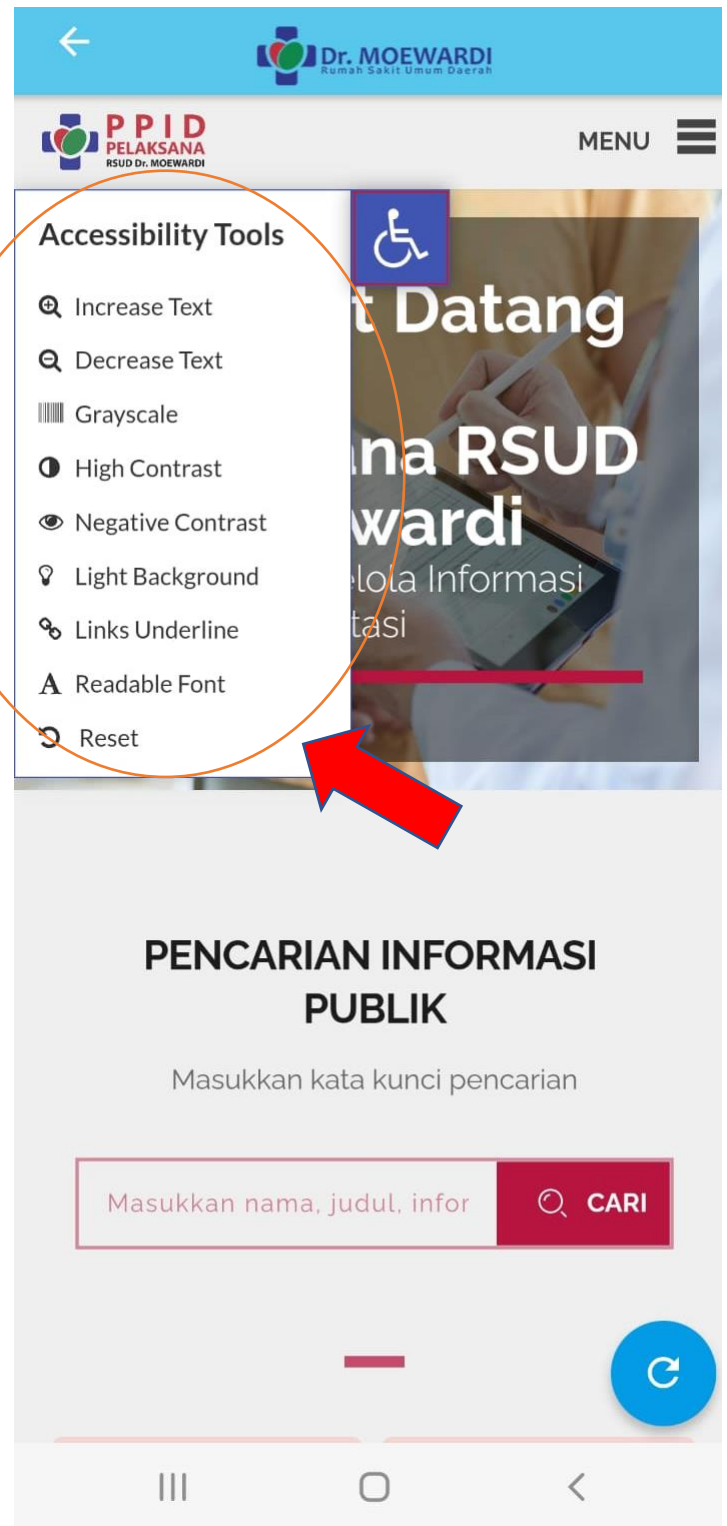 Dr. MOEWARDI
Rumah Sakit Umum Daerah
PPID
PELAKSANA
RSUD Dr. MOEWARDI
MENU
Accessibility Tools
Increase Text
Decrease Text
Grayscale
High Contrast
Negative Contrast
Light Background
Links Underline
A Readable Font
Reset
t Datang
na RSUD
wardi
lola Informasi
tasi
PENCARIAN INFORMASI
PUBLIK
Masukkan kata kunci pencarian
Masukkan nama, judul, infor
CARI